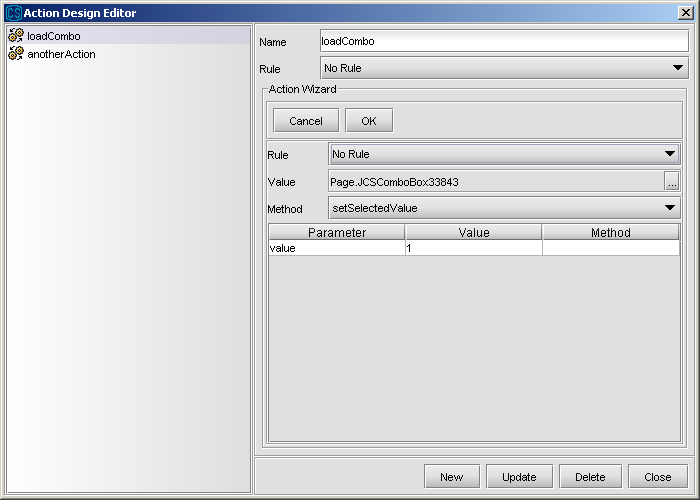 CS Action Design Editor
loadCombo
anotherAction
Name loadCombo
Rule No Rule
Action Wizard
Cancel OK
Rule No Rule
Value Page.JCSComboBox33843 ...
Method setSelectedValue
Parameter Value Method
value 1
New Update Delete Close